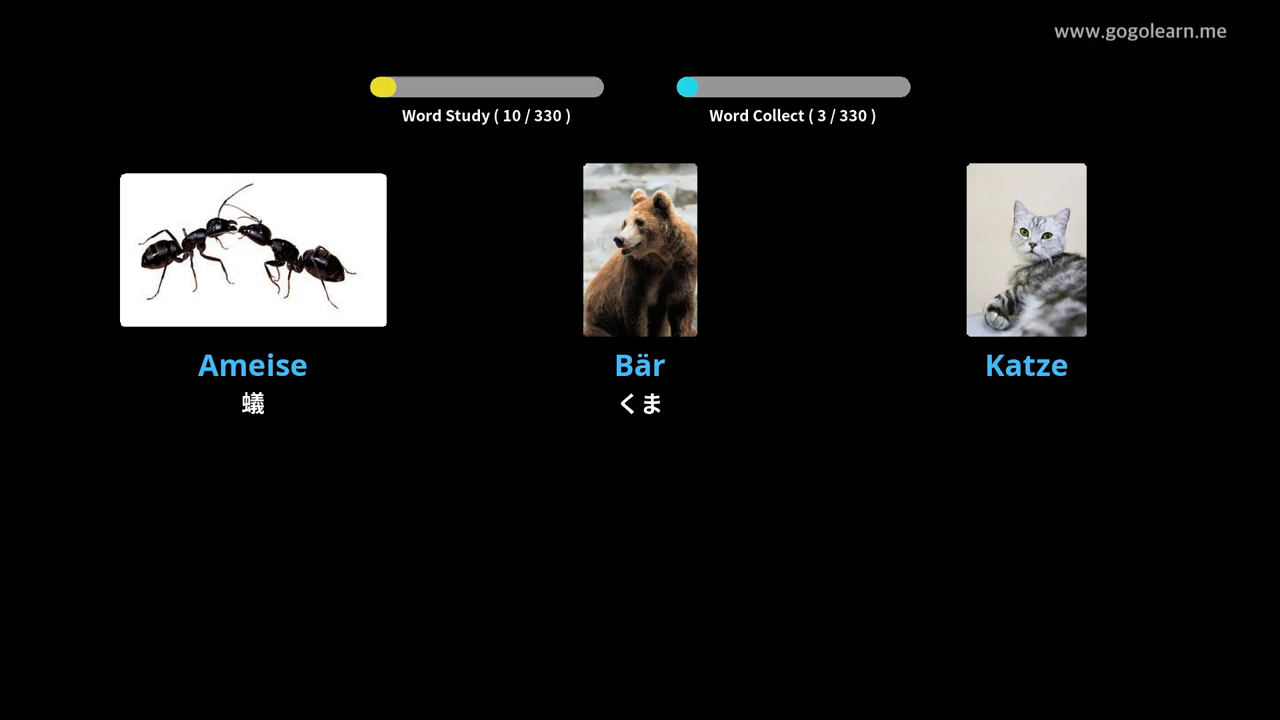 www.gogolearn.me
Word Study ( 10 / 330 )
Word Collect ( 3 / 330 )
Ameise
Bär
Katze
蟻
くま